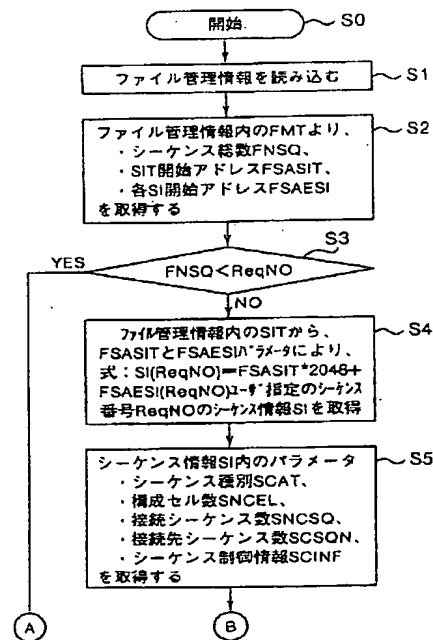 開始
S0
ファイル管理情報を読み込む
S1
ファイル管理情報内のFMTより、
・シーケンス総数FNSQ、
・SIT開始アドレスFSASIT、
・各SI開始アドレスFSAESI
を取得する
S2
S3
YES
FNSQ<ReqNO
NO
ファイル管理情報内のSITから、
FSASITとFSAESIパラメータにより、
式：SI(ReqNO)=FSASIT*2048+
FSAESI(ReqNO)ユーザ指定のシーケンス
番号ReqNOのシーケンス情報SIを取得
S4
シーケンス情報SI内のパラメータ
・シーケンス種別SCAT、
・構成セル数SNCEL、
・接続シーケンス数SNCSQ、
・接続先シーケンス数SCSQN、
・シーケンス制御情報SCINF
を取得する
S5
A
B